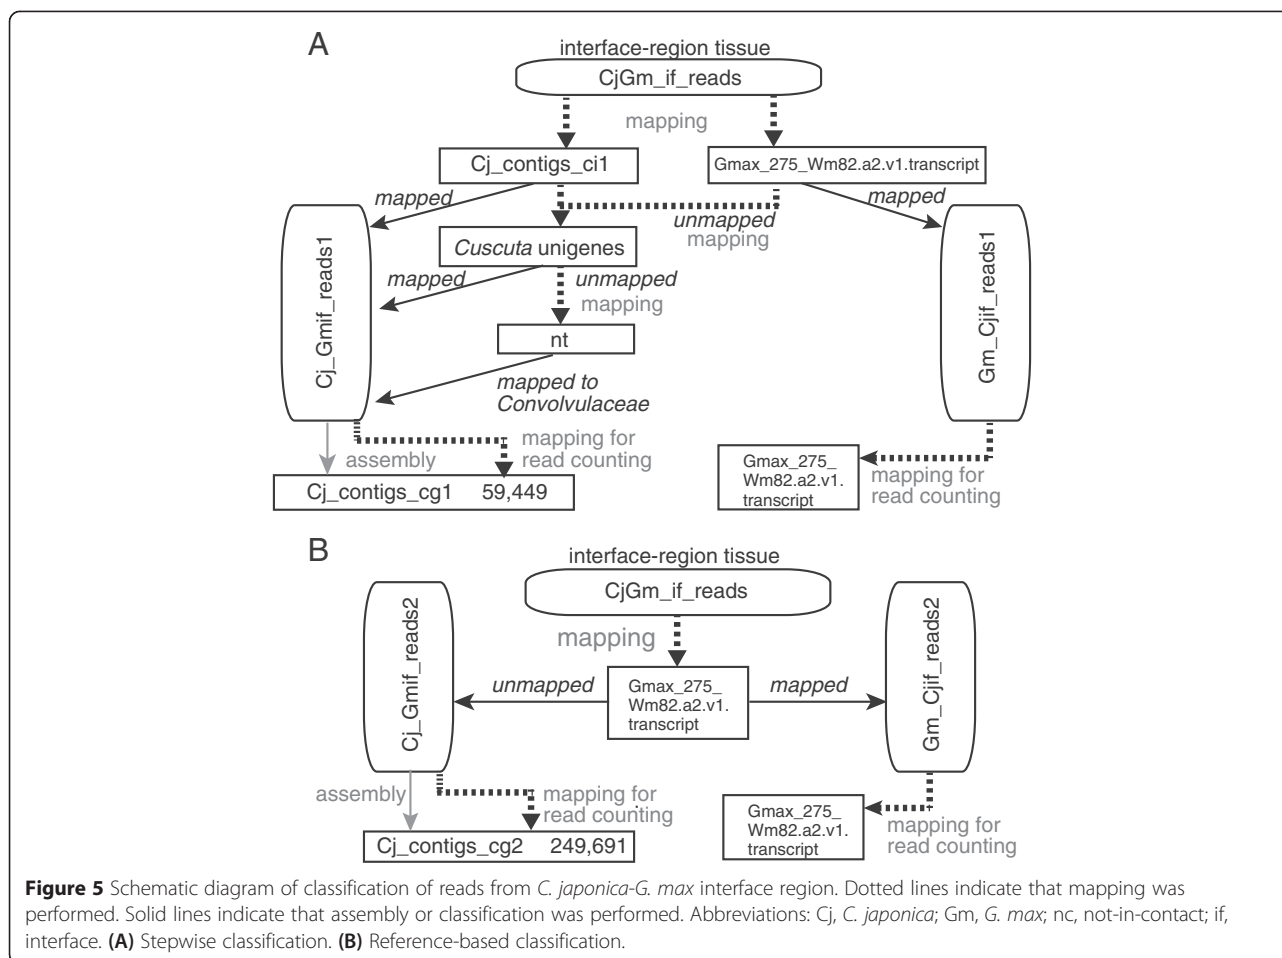 A
interface-region tissue
CjGm_if_reads
mapping
Cj_contigs_ci1
Gmax_275_Wm82.a2.v1.transcript
mapped
unmapped
mapping
mapped
Cj_Gmif_reads1
Cuscuta unigenes
Gm_Cjif_reads1
mapped
unmapped
mapping
nt
mapped to
Convolvulaceae
assembly
mapping for
read counting
Cj_contigs_cg1 59,449
Gmax_275_
Wm82.a2.v1.
transcript
mapping for
read counting
B
interface-region tissue
CjGm_if_reads
mapping
Cj_Gmif_reads2
unmapped
Gmax_275_
Wm82.a2.v1.
transcript
mapped
Gm_Cjif_reads2
assembly
mapping for
read counting
Cj_contigs_cg2 249,691
Gmax_275_
Wm82.a2.v1.
transcript
mapping for
read counting
Figure 5 Schematic diagram of classification of reads from C. japonica-G. max interface region. Dotted lines indicate that mapping was
performed. Solid lines indicate that assembly or classification was performed. Abbreviations: Cj, C. japonica; Gm, G. max; nc, not-in-contact; if,
interface. (A) Stepwise classification. (B) Reference-based classification.